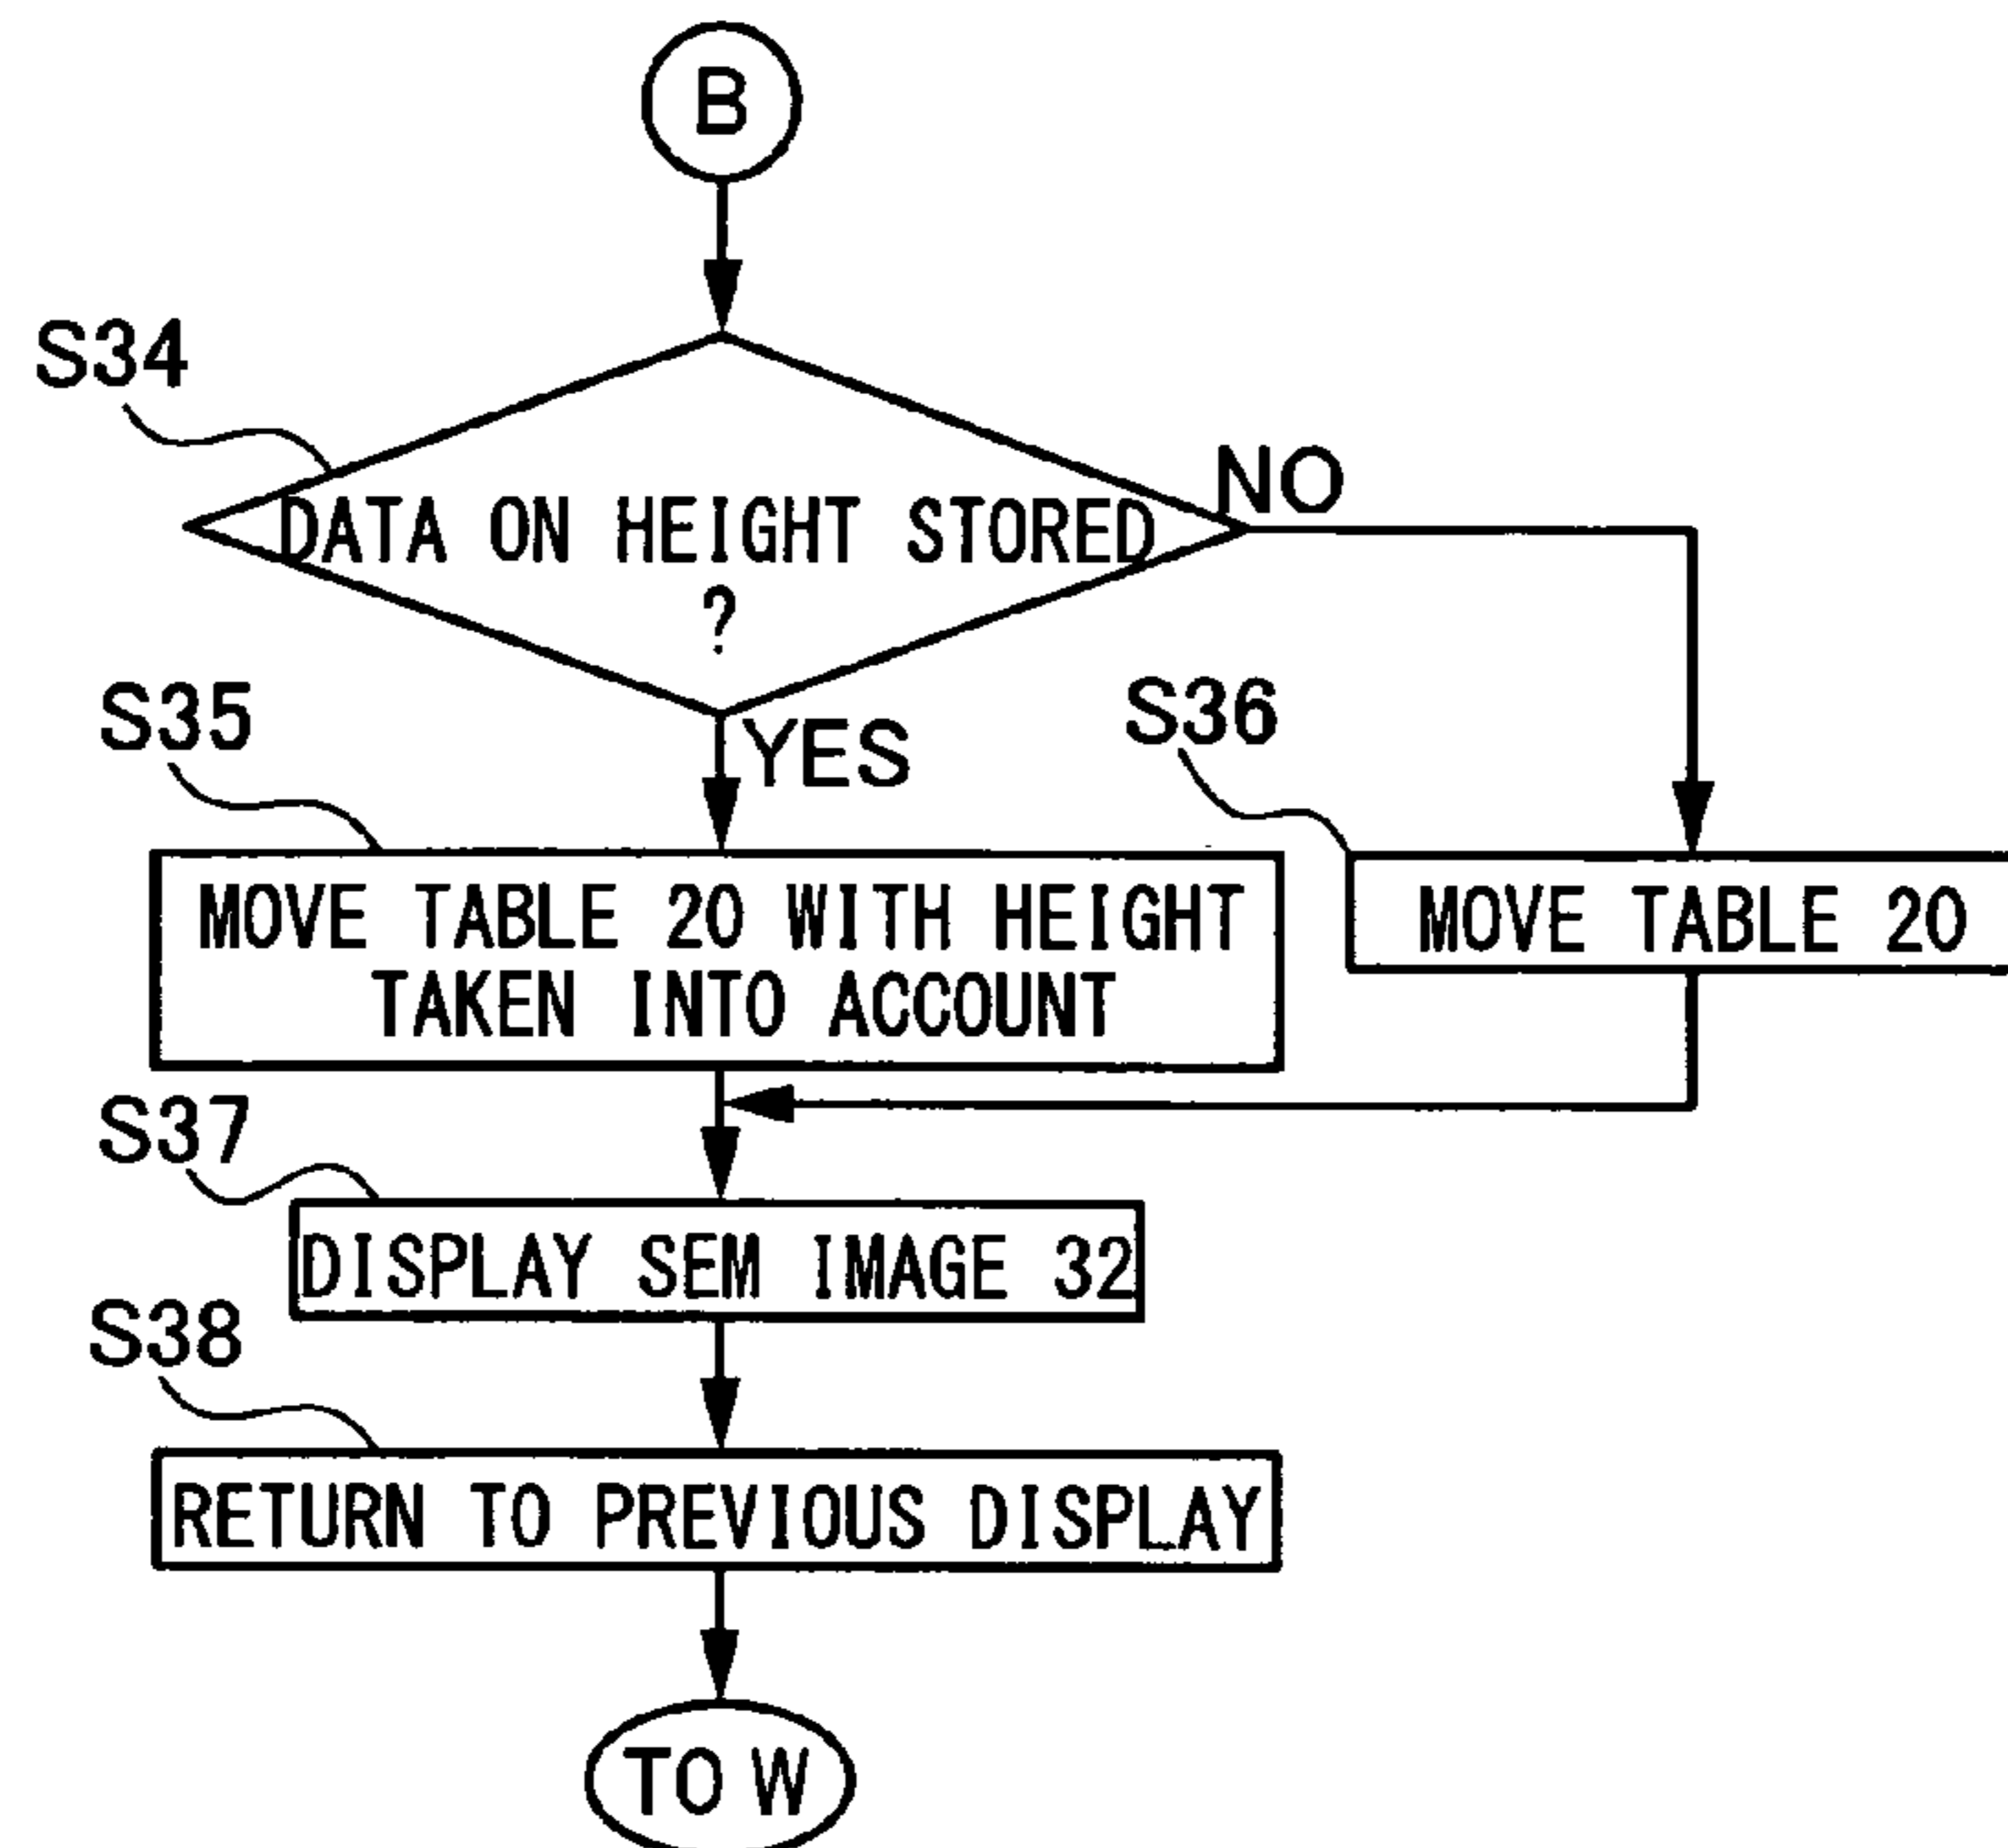 B
S34
NO
DATA ON HEIGHT STORED
?
S35
YES
S36
MOVE TABLE 20 WITH HEIGHT
TAKEN INTO ACCOUNT
MOVE TABLE 20
S37
DISPLAY SEM IMAGE 32
S38
RETURN TO PREVIOUS DISPLAY
TO W